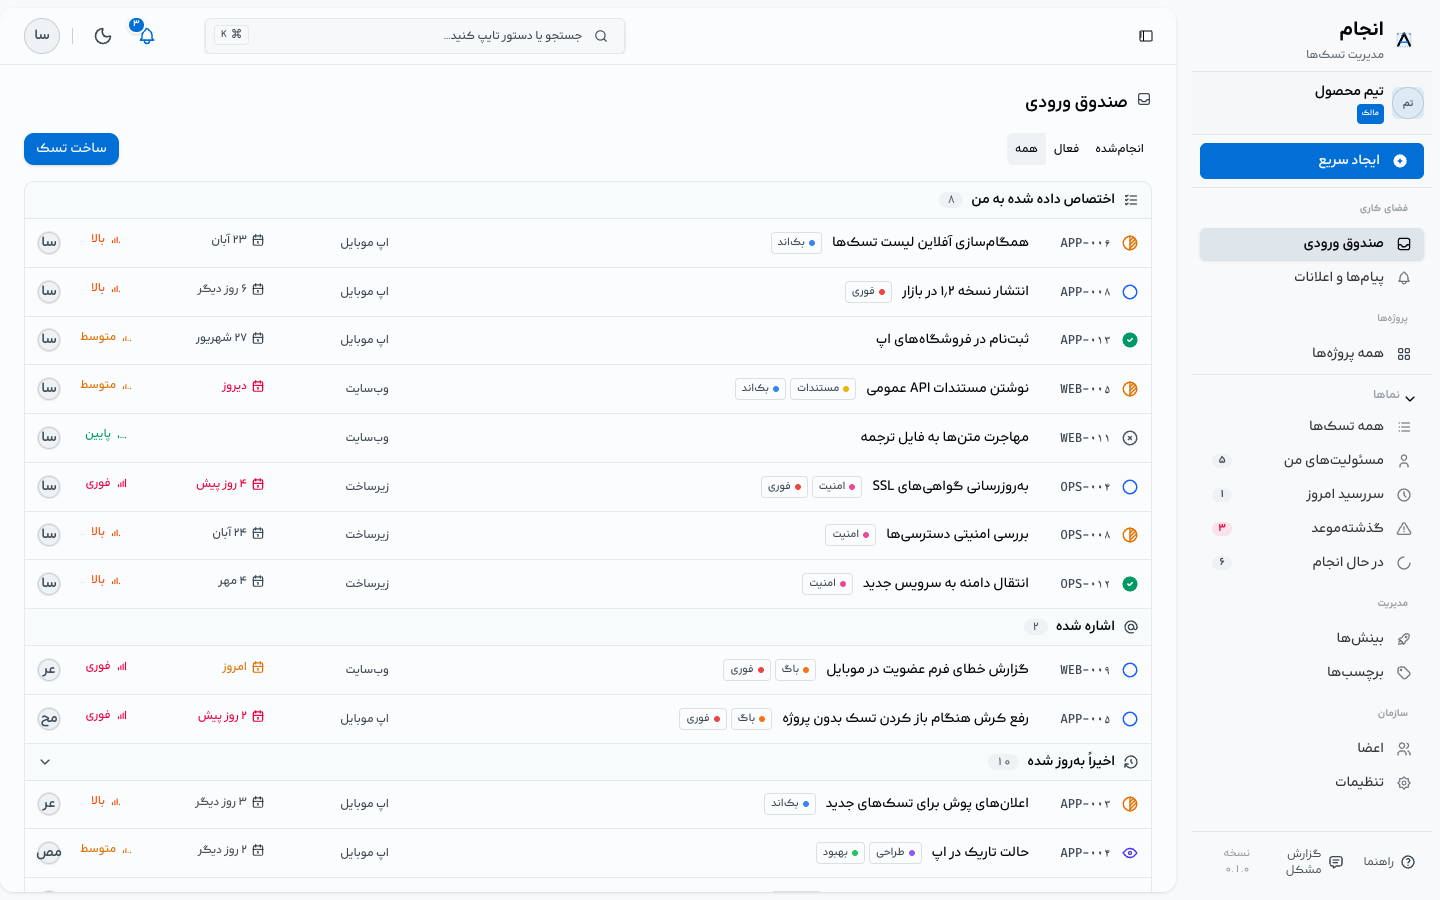 انجام
مدیریت تسک‌ها
تم
تیم محصول
مالک
ایجاد سریع
فضای کاری
صندوق ورودی
پیام‌ها و اعلانات
پروژه‌ها
همه پروژه‌ها
نماها
همه تسک‌ها
مسئولیت‌های من ۵
سررسید امروز ۱
گذشته‌موعد ۳
در حال انجام ۶
مدیریت
بینش‌ها
برچسب‌ها
سازمان
اعضا
تنظیمات
راهنما
گزارش مشکل
نسخه ۰.۱.۰
جستجو یا دستور تایپ کنید...
⌘ K
۳
سا
صندوق ورودی
انجام‌شده فعال همه
ساخت تسک
اختصاص داده شده به من ۸
APP-۰۰۶ همگام‌سازی آفلاین لیست تسک‌ها بک‌اند اپ موبایل ۲۳ آبان بالا سا
APP-۰۰۸ انتشار نسخه ۱٫۲ در بازار فوری اپ موبایل ۶ روز دیگر بالا سا
APP-۰۱۳ ثبت‌نام در فروشگاه‌های اپ اپ موبایل ۲۷ شهریور متوسط سا
WEB-۰۰۵ نوشتن مستندات API عمومی مستندات بک‌اند وب‌سایت دیروز متوسط سا
WEB-۰۱۱ مهاجرت متن‌ها به فایل ترجمه وب‌سایت پایین سا
OPS-۰۰۴ به‌روزرسانی گواهی‌های SSL امنیت فوری زیرساخت ۴ روز پیش فوری سا
OPS-۰۰۸ بررسی امنیتی دسترسی‌ها امنیت زیرساخت ۲۴ آبان بالا سا
OPS-۰۱۲ انتقال دامنه به سرویس جدید امنیت زیرساخت ۴ مهر بالا سا
اشاره شده ۲
WEB-۰۰۹ گزارش خطای فرم عضویت در موبایل باگ فوری وب‌سایت امروز فوری عر
APP-۰۰۵ رفع کرش هنگام باز کردن تسک بدون پروژه باگ فوری اپ موبایل ۲ روز پیش فوری مح
اخیراً به‌روز شده ۱۰
APP-۰۰۳ اعلان‌های پوش برای تسک‌های جدید بک‌اند اپ موبایل ۳ روز دیگر بالا عر
APP-۰۰۴ حالت تاریک در اپ طراحی بهبود اپ موبایل ۲ روز دیگر متوسط مص